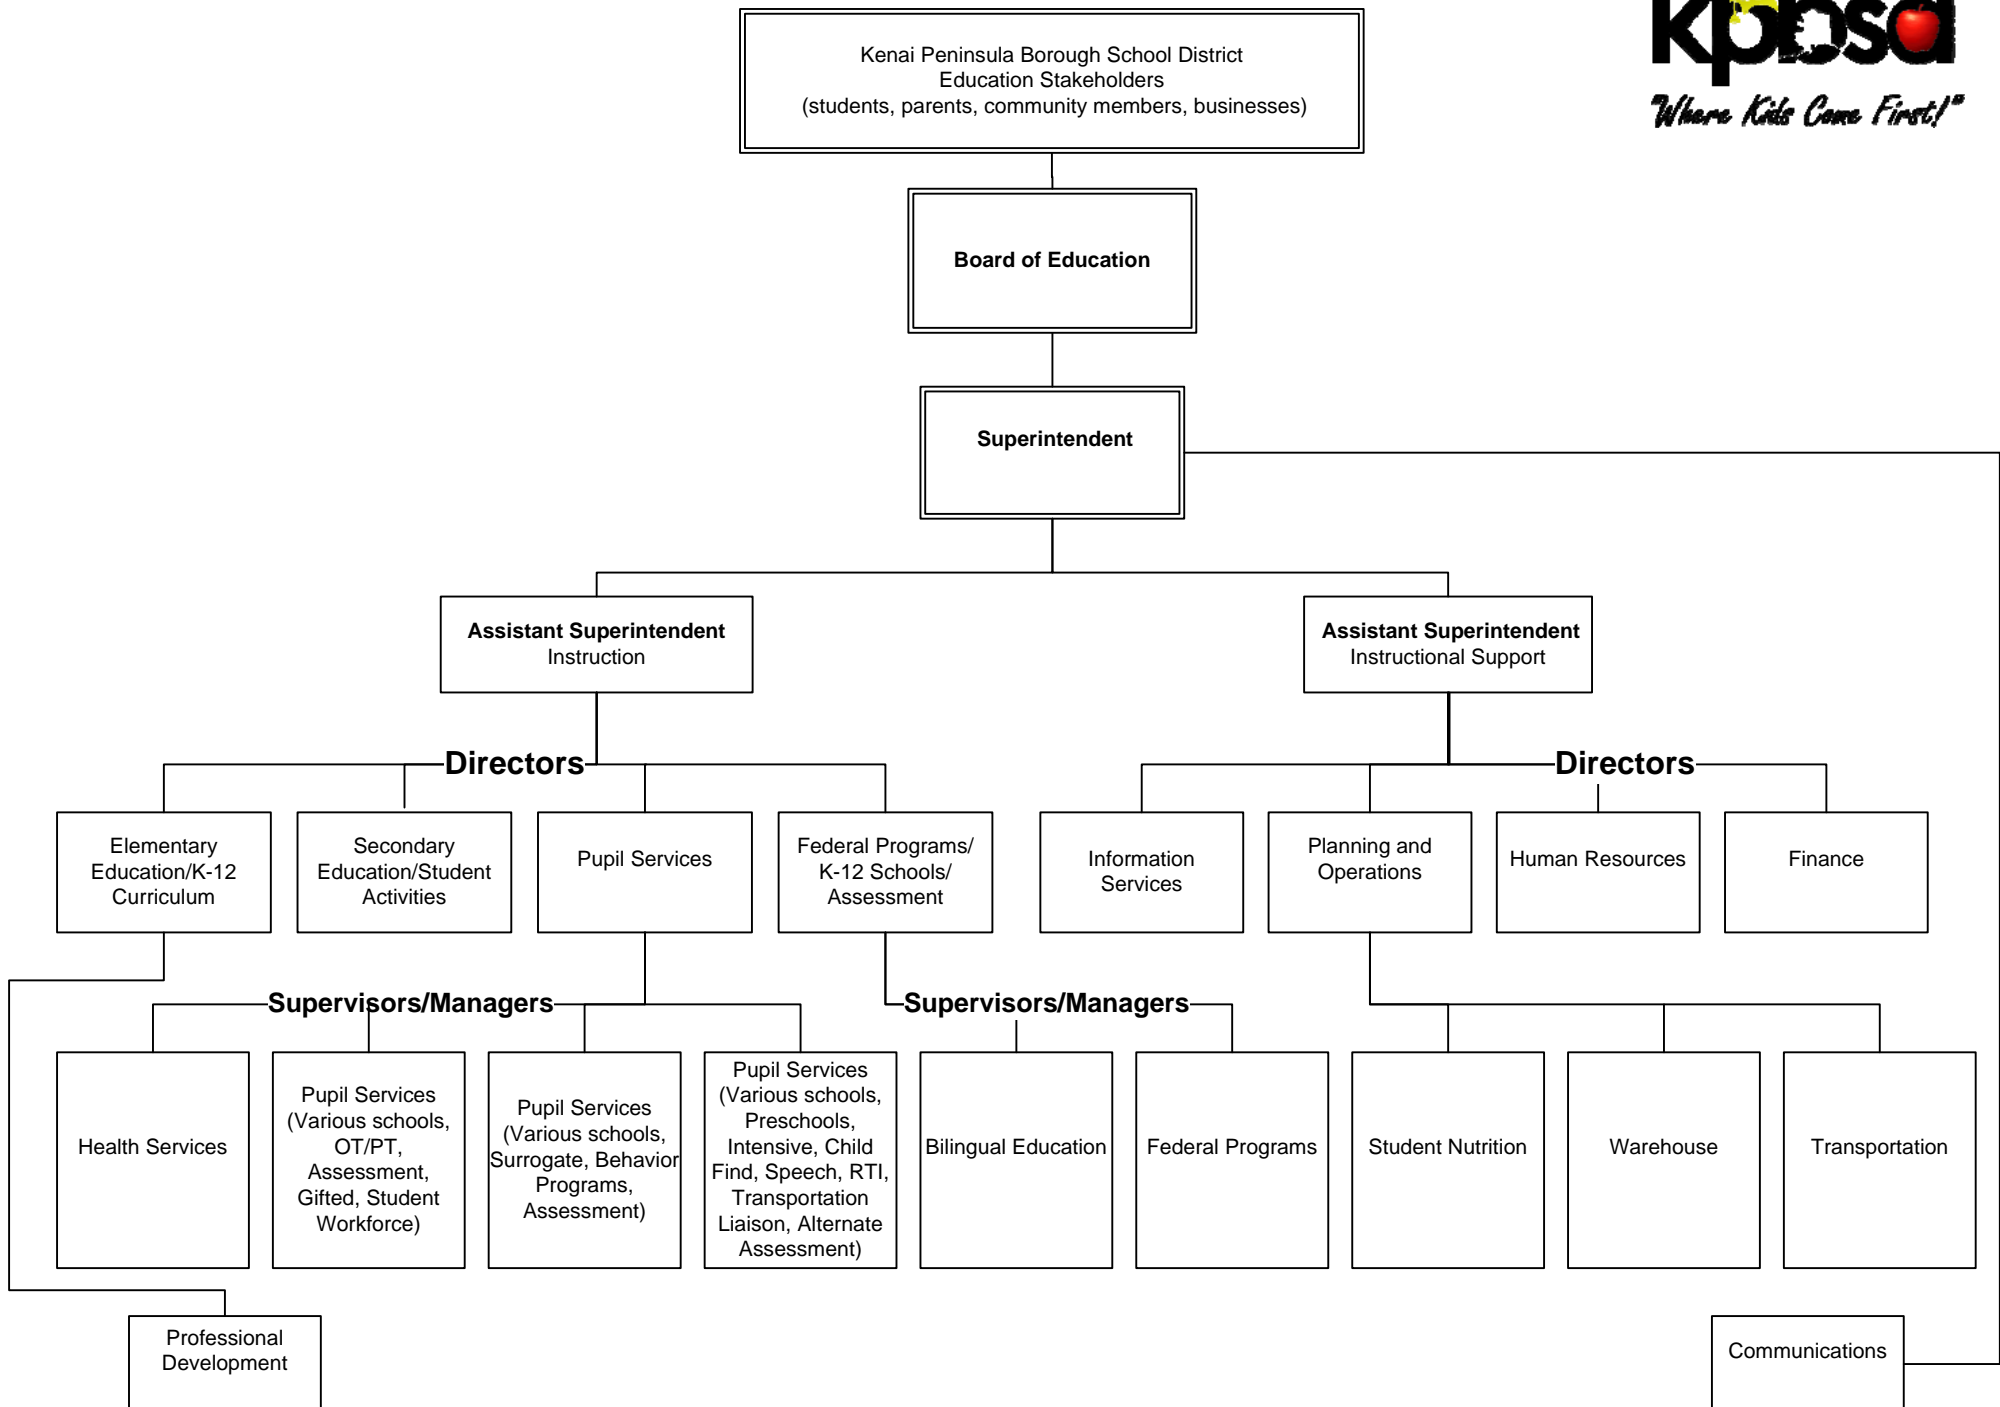 kpbsd
"Where Kids Come First!"
Kenai Peninsula Borough School District
Education Stakeholders
(students, parents, community members, businesses)
Board of Education
Superintendent
Assistant Superintendent
Instruction
Assistant Superintendent
Instructional Support
Directors
Directors
Elementary
Education/K-12
Curriculum
Secondary
Education/Student
Activities
Pupil Services
Federal Programs/
K-12 Schools/
Assessment
Information
Services
Planning and
Operations
Human Resources
Finance
Supervisors/Managers
Supervisors/Managers
Health Services
Pupil Services
(Various schools,
OT/PT,
Assessment,
Gifted, Student
Workforce)
Pupil Services
(Various schools,
Surrogate, Behavior
Programs,
Assessment)
Pupil Services
(Various schools,
Preschools,
Intensive, Child
Find, Speech, RTI,
Transportation
Liaison, Alternate
Assessment)
Bilingual Education
Federal Programs
Student Nutrition
Warehouse
Transportation
Professional
Development
Communications